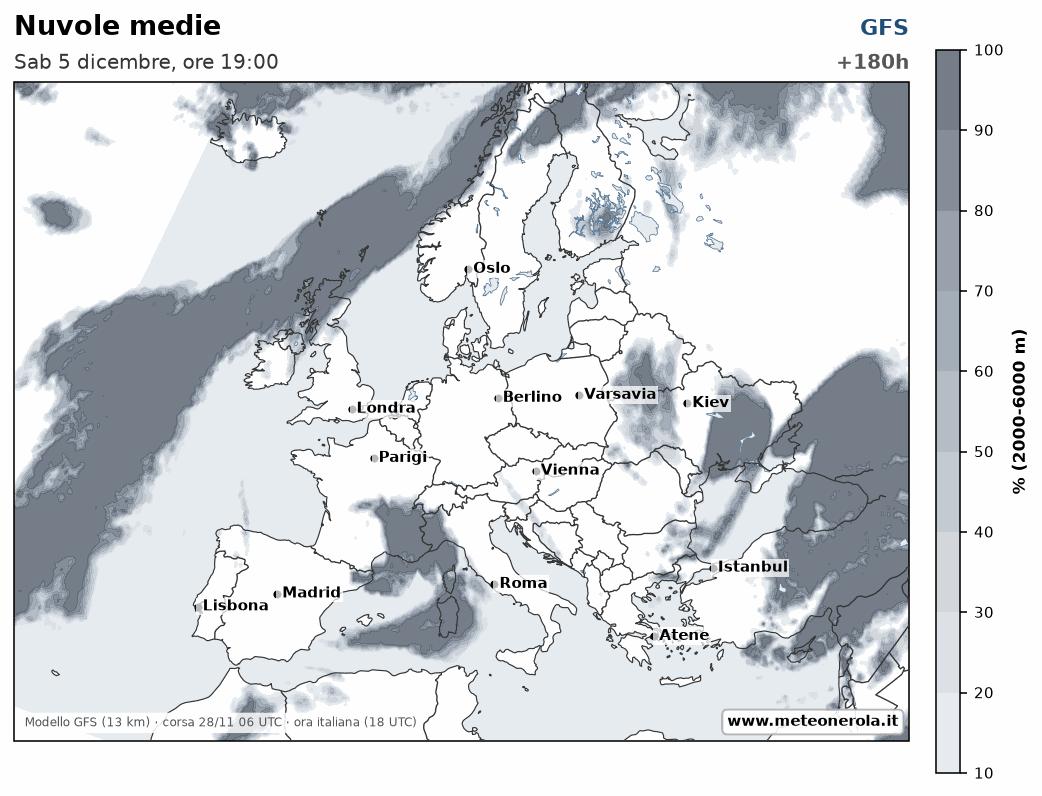 Nuvole medie
GFS
Sab 5 dicembre, ore 19:00
+180h
100
90
80
70
60
50
40
30
20
10
% (2000-6000 m)
Oslo
Berlino
Varsavia
Kiev
Londra
Parigi
Vienna
Istanbul
Roma
Madrid
Lisbona
Atene
Modello GFS (13 km) · corsa 28/11 06 UTC · ora italiana (18 UTC)
www.meteonerola.it